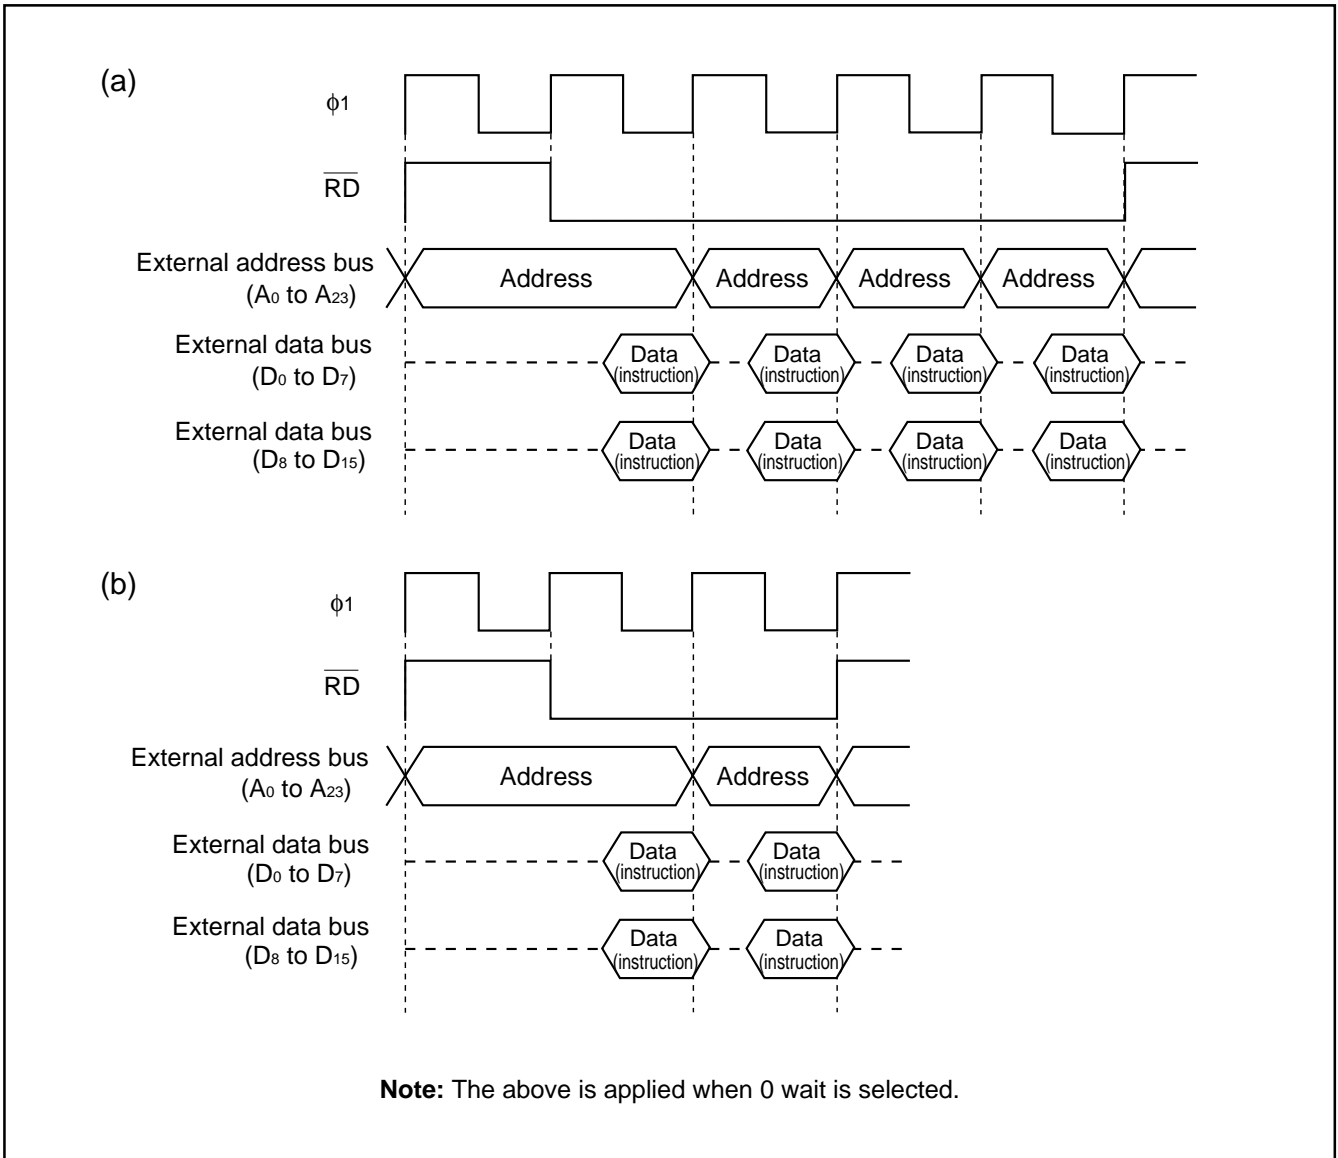 (a)
ϕ1
R̅D̅
External address bus
(A0 to A23)
Address Address Address Address
External data bus
(D0 to D7)
Data Data Data Data
(instruction) (instruction) (instruction) (instruction)
External data bus
(D8 to D15)
Data Data Data Data
(instruction) (instruction) (instruction) (instruction)
(b)
ϕ1
R̅D̅
External address bus
(A0 to A23)
Address Address
External data bus
(D0 to D7)
Data Data
(instruction) (instruction)
External data bus
(D8 to D15)
Data Data
(instruction) (instruction)
Note: The above is applied when 0 wait is selected.